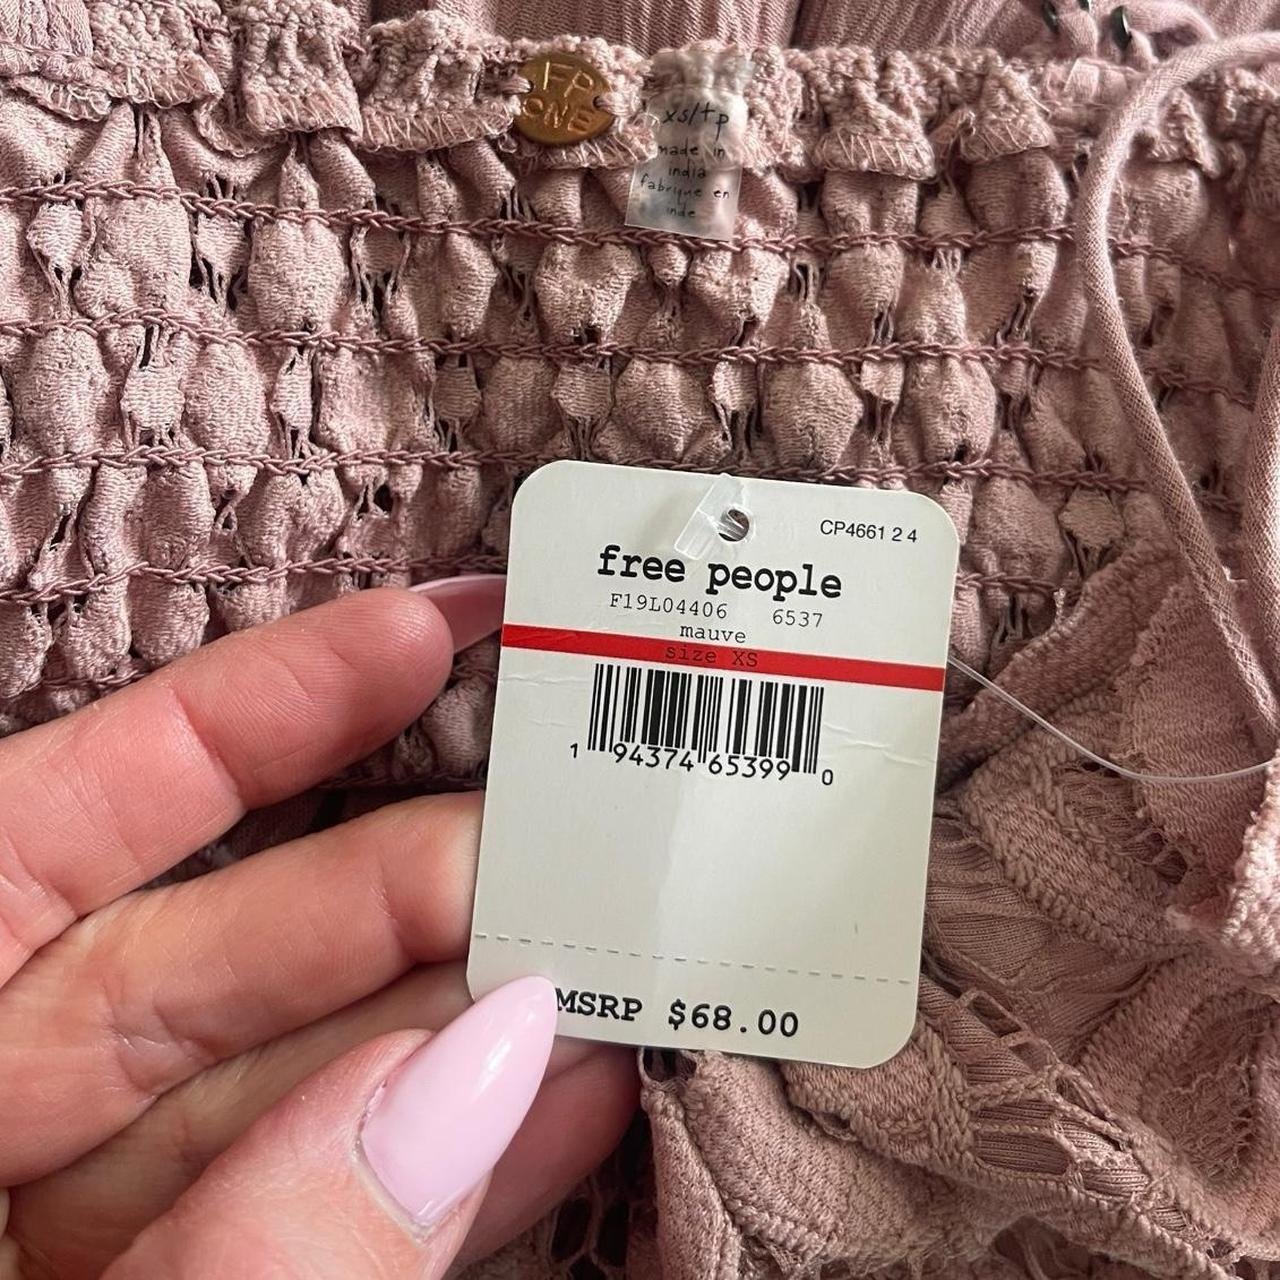 FP
ONE
xs/tp
made in
india
fabriqué en
inde
CP4661 2 4
free people
F19L04406 6537
mauve
size XS
1 94374 65399 0
MSRP $68.00